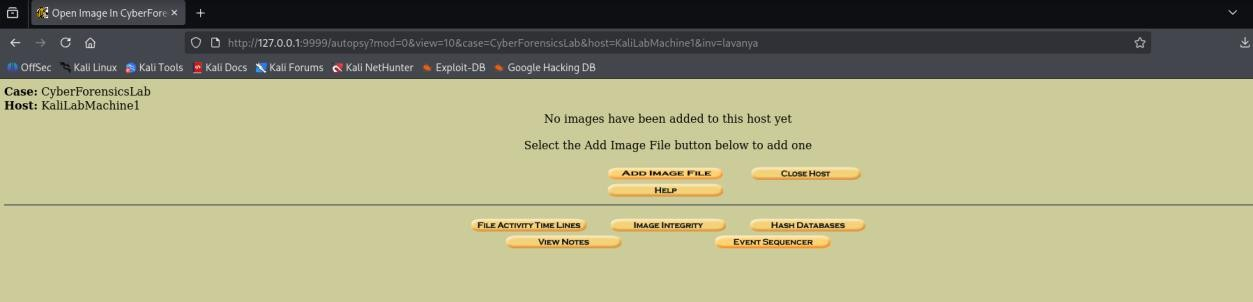 Open Image In CyberFore
http://127.0.0.1:9999/autopsy?mod=0&view=10&case=CyberForensicsLab&host=KaliLabMachine1&inv=lavanya
OffSec Kali Linux Kali Tools Kali Docs Kali Forums Kali NetHunter Exploit-DB Google Hacking DB
Case: CyberForensicsLab
Host: KaliLabMachine1
No images have been added to this host yet
Select the Add Image File button below to add one
ADD IMAGE FILE CLOSE HOST
HELP
FILE ACTIVITY TIME LINES IMAGE INTEGRITY HASH DATABASES
VIEW NOTES EVENT SEQUENCER